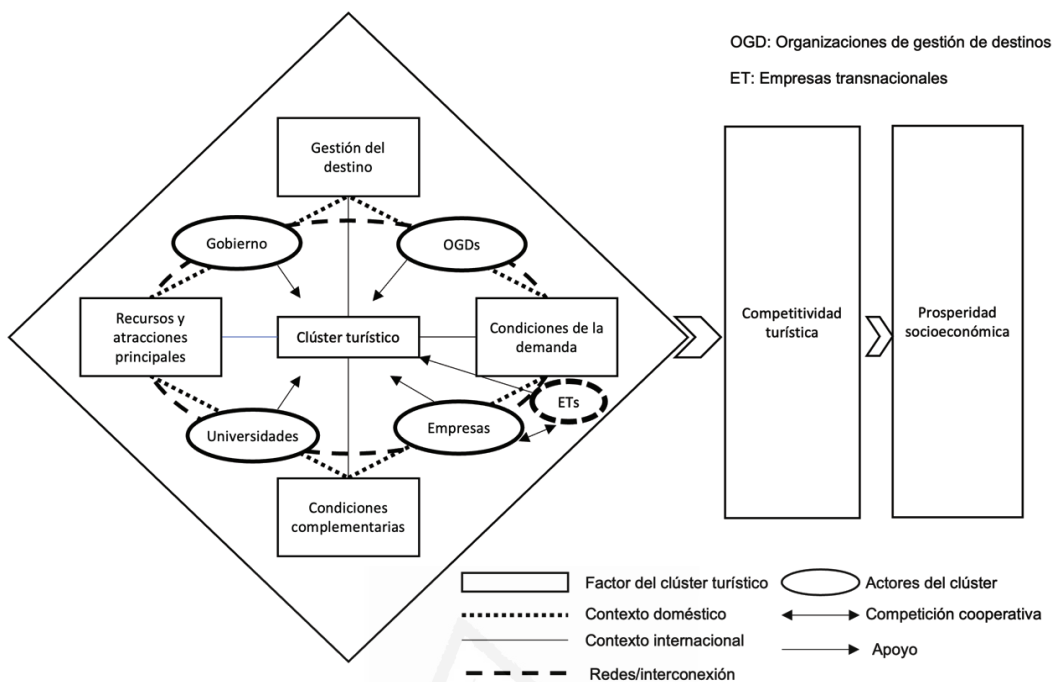 OGD: Organizaciones de gestión de destinos
ET: Empresas transnacionales
Gestión del
destino
Gobierno
OGDs
Recursos y
atracciones
principales
Clúster turístico
Condiciones de la
demanda
ETs
Universidades
Empresas
Condiciones
complementarias
Competitividad
turística
Prosperidad
socioeconómica
Factor del clúster turístico
Actores del clúster
Contexto doméstico
Competición cooperativa
Contexto internacional
Apoyo
Redes/interconexión